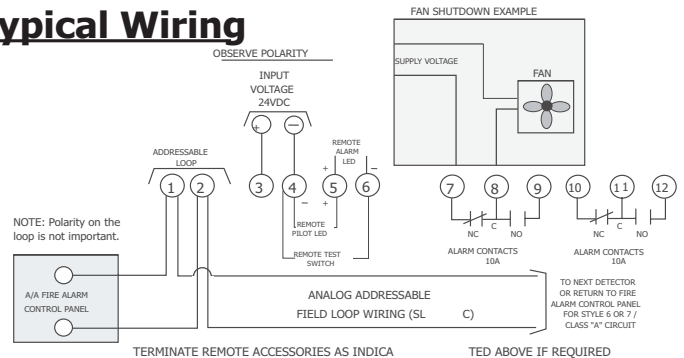 ypical Wiring
FAN SHUTDOWN EXAMPLE
OBSERVE POLARITY
SUPPLY VOLTAGE
FAN
INPUT
VOLTAGE
24VDC
+ −
REMOTE
ALARM
LED
ADDRESSABLE
LOOP
+ −
1 2 3 4 5 6 7 8 9 10 11 12
− +
NOTE: Polarity on the
loop is not important.
REMOTE
PILOT LED
REMOTE TEST
SWITCH
NC C NO
ALARM CONTACTS
10A
NC C NO
ALARM CONTACTS
10A
A/A FIRE ALARM
CONTROL PANEL
ANALOG ADDRESSABLE
FIELD LOOP WIRING (SL C)
TO NEXT DETECTOR
OR RETURN TO FIRE
ALARM CONTROL PANEL
FOR STYLE 6 OR 7 /
CLASS "A" CIRCUIT
TERMINATE REMOTE ACCESSORIES AS INDICA TED ABOVE IF REQUIRED